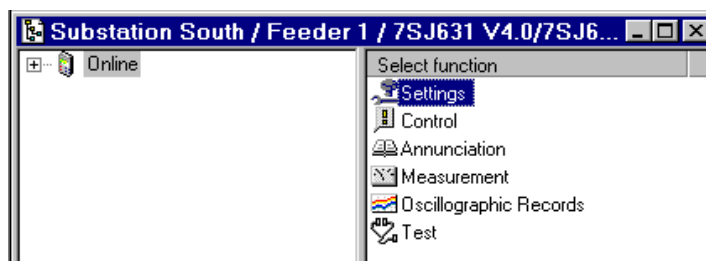 Substation South / Feeder 1 / 7SJ631 V4.0/7SJ6...
Online
Select function
Settings
Control
Annunciation
Measurement
Oscillographic Records
Test